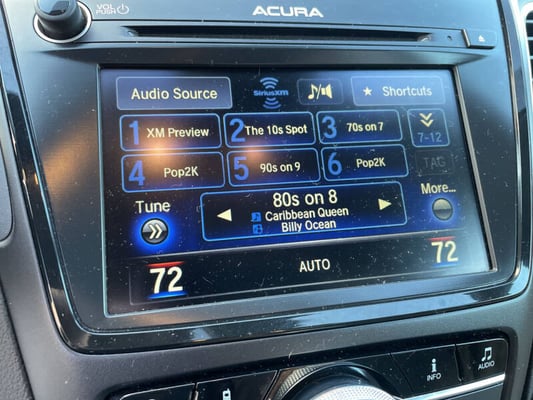 VOL
PUSH
ACURA
Audio Source
SiriusXM
Shortcuts
1 XM Preview
2 The 10s Spot
3 70s on 7
7-12
4 Pop2K
5 90s on 9
6 Pop2K
TAG
Tune
80s on 8
Caribbean Queen
Billy Ocean
More...
72
AUTO
72
INFO
AUDIO